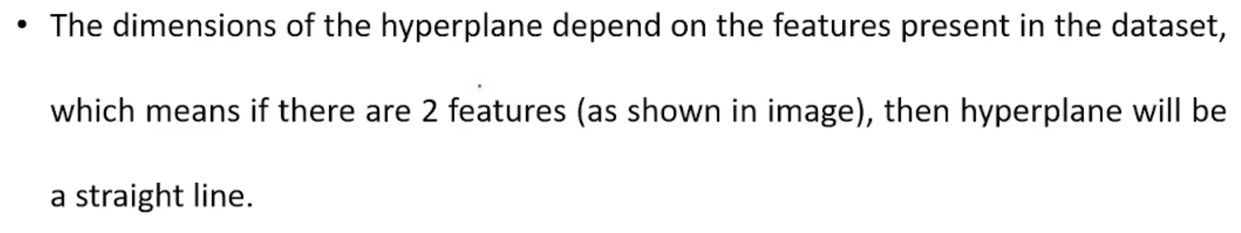 • The dimensions of the hyperplane depend on the features present in the dataset,
which means if there are 2 features (as shown in image), then hyperplane will be
a straight line.